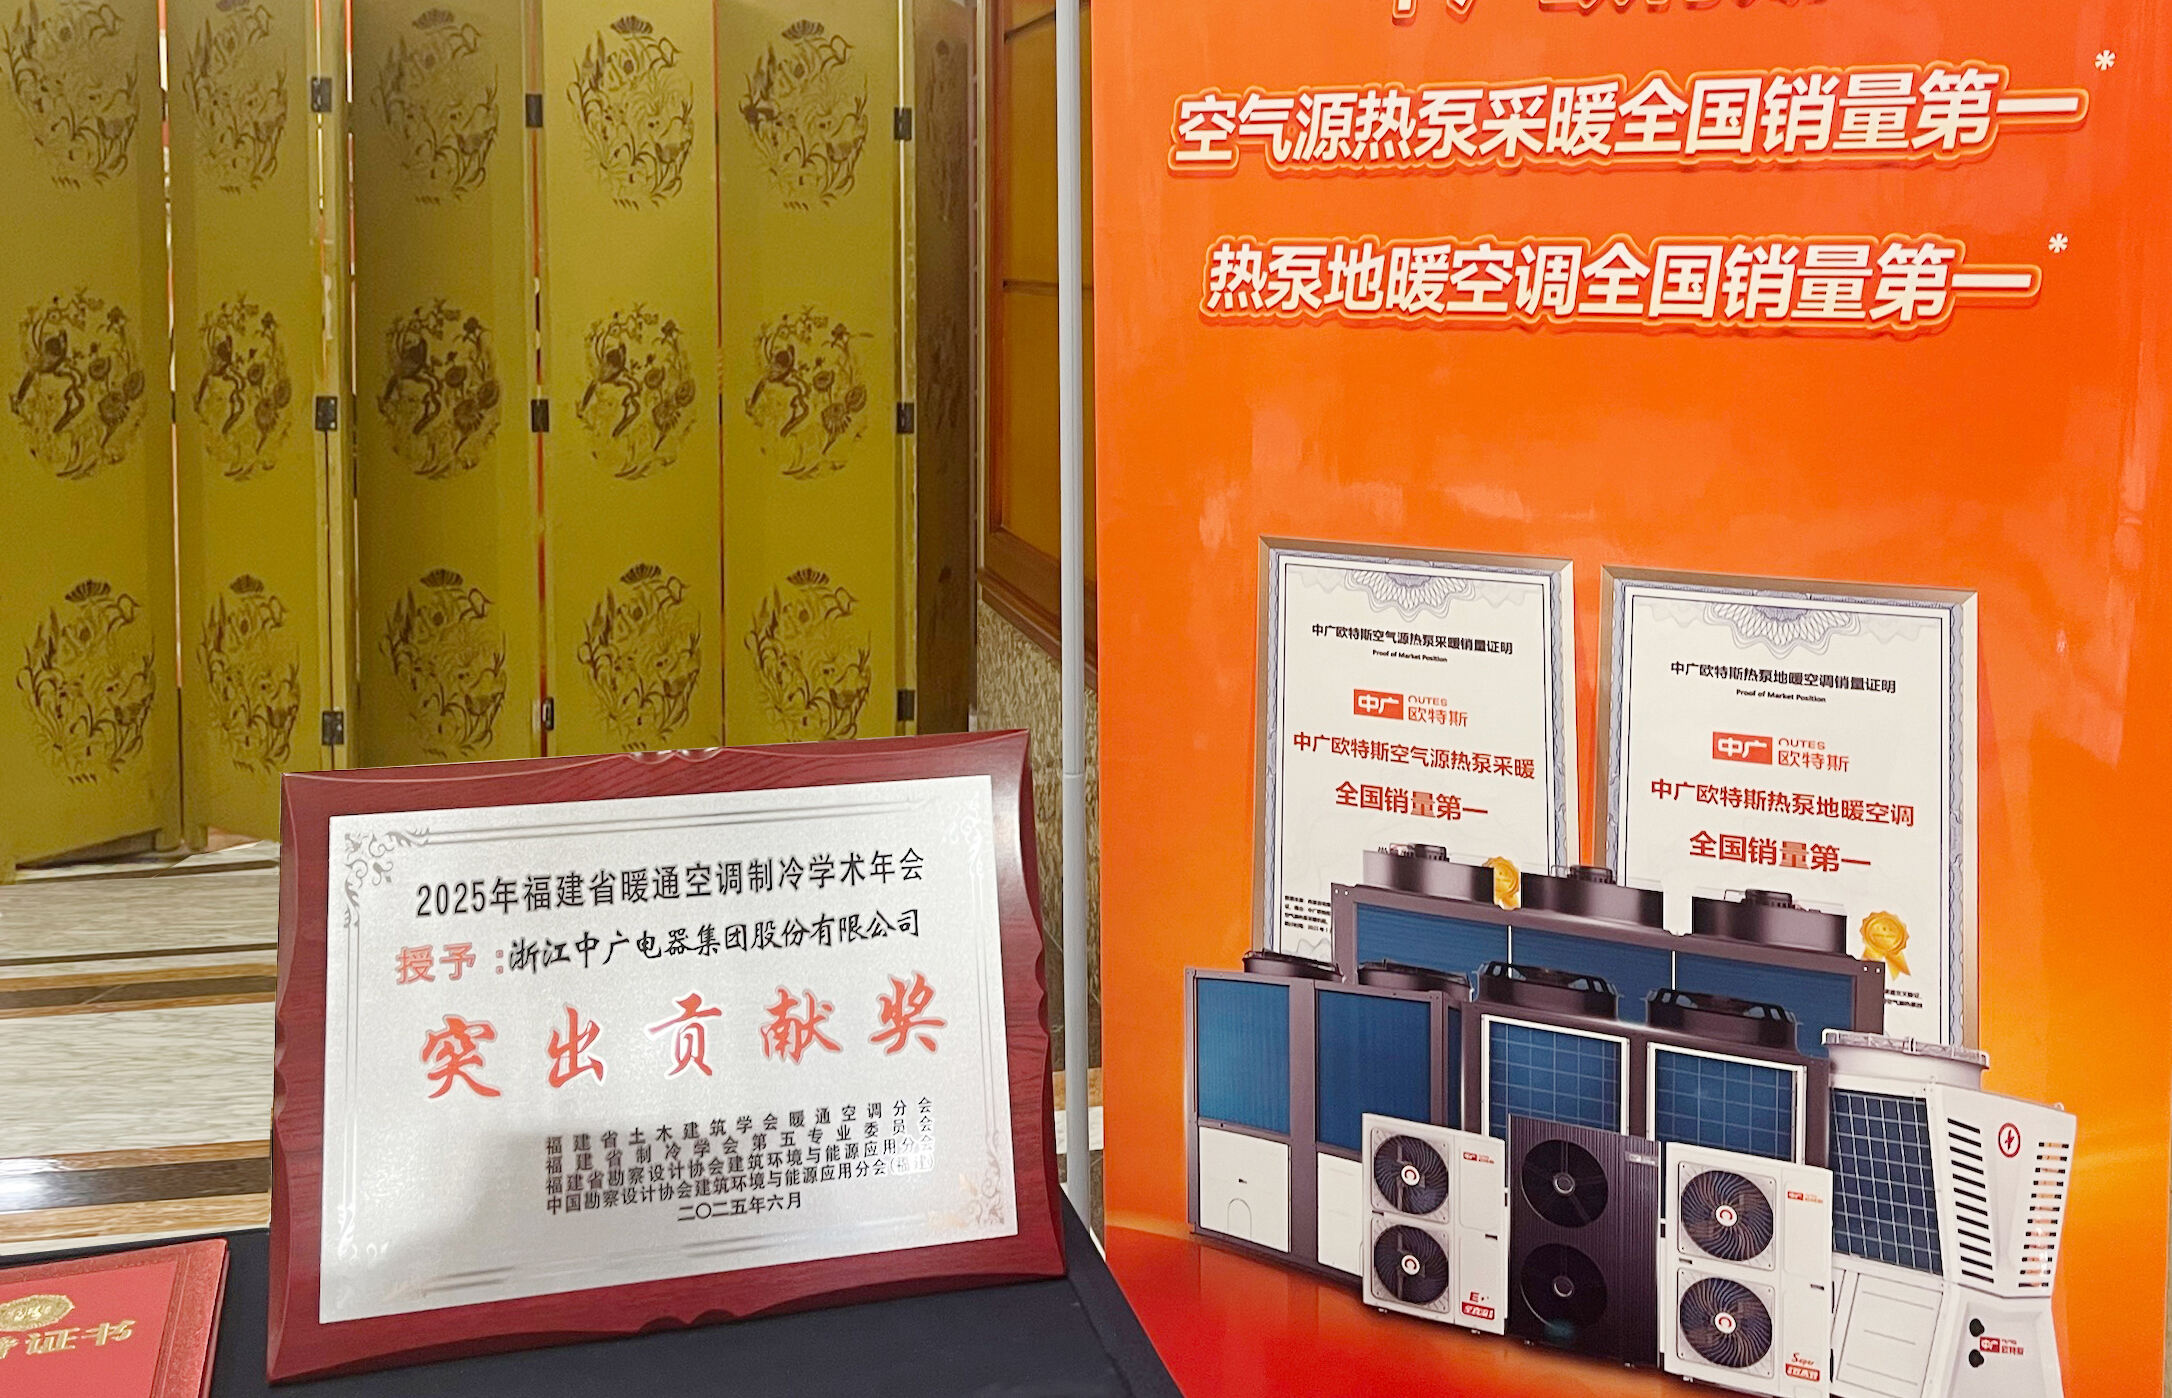 2025年福建省暖通空调制冷学术年会
授予:浙江中广电器集团股份有限公司
突出贡献奖
福建省土木建筑学会暖通空调分会
福建省制冷学会第五专业委员会
福建省勘察设计协会建筑环境与能源应用分会
中国勘察设计协会建筑环境与能源应用分会(福建)
二〇二五年六月
证书
空气源热泵采暖全国销量第一*
热泵地暖空调全国销量第一*
中广欧特斯空气源热泵采暖销量证明
Proof of Market Position
中广 OUTES
欧特斯
中广欧特斯空气源热泵采暖
全国销量第一
中广欧特斯热泵地暖空调销量证明
Proof of Market Position
中广 OUTES
欧特斯
中广欧特斯热泵地暖空调
全国销量第一
中广
中广
Super
中广 欧特斯